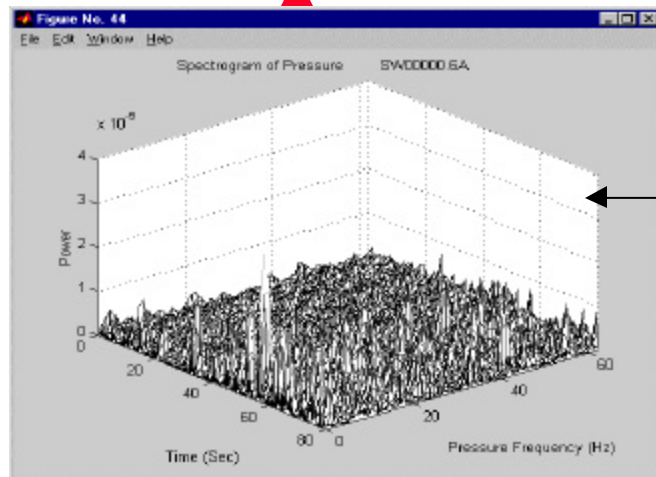 Figure No. 44
File Edit Window Help
Spectrogram of Pressure SW00000.6A
x 10^-8
4
3
2
1
0
Power
0
20
40
60
80
Time (Sec)
0
20
40
60
Pressure Frequency (Hz)